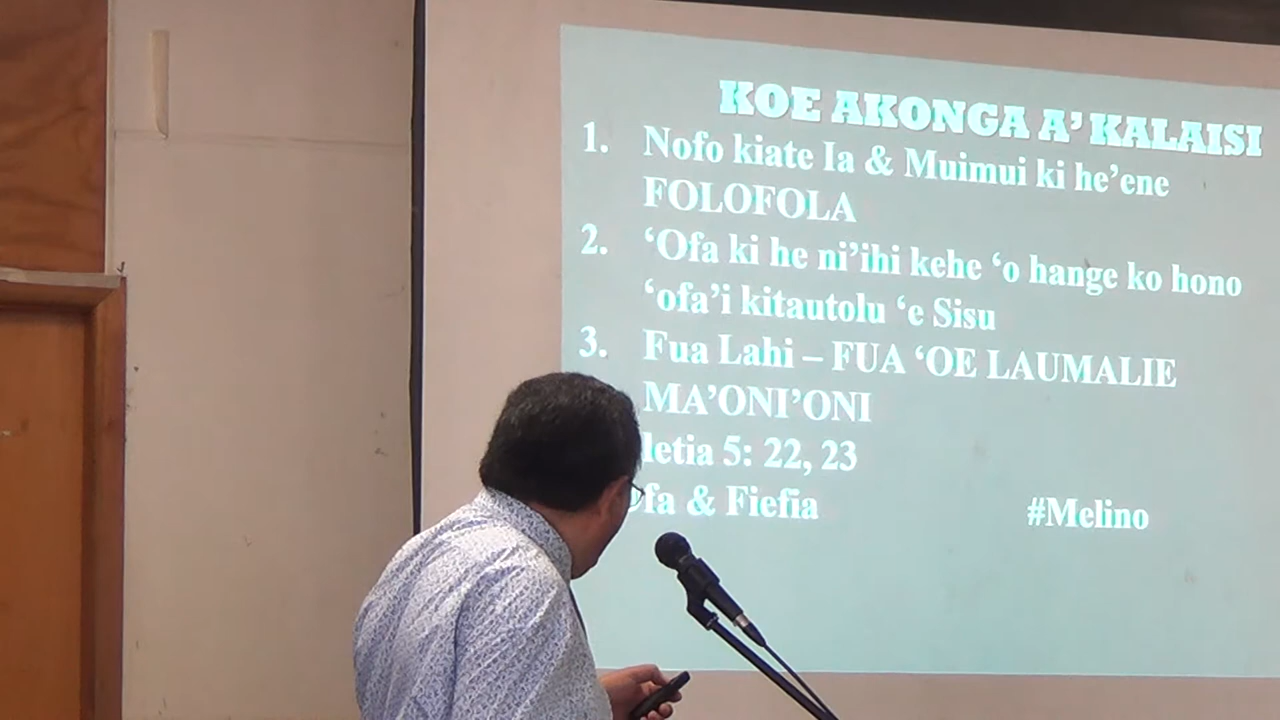 KOE AKONGA A’ KALAISI
1. Nofo kiate Ia & Muimui ki he’ene
FOLOFOLA
2. ‘Ofa ki he ni’ihi kehe ‘o hange ko hono
‘ofa’i kitautolu ‘e Sisu
3. Fua Lahi – FUA ‘OE LAUMALIE
MA’ONI’ONI
5: 22, 23
& Fiefia #Melino